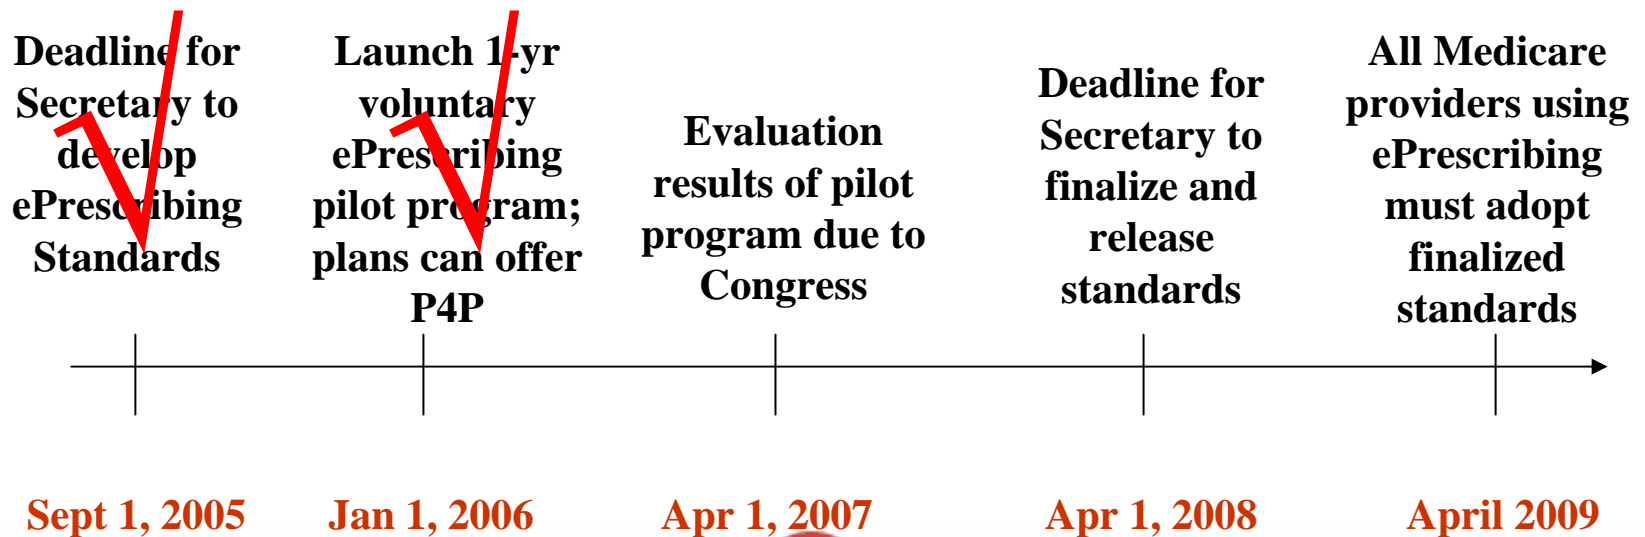 Deadline for
Secretary to
develop
ePrescribing
Standards
Launch 1-yr
voluntary
ePrescribing
pilot program;
plans can offer
P4P
Evaluation
results of pilot
program due to
Congress
Deadline for
Secretary to
finalize and
release
standards
All Medicare
providers using
ePrescribing
must adopt
finalized
standards
Sept 1, 2005
Jan 1, 2006
Apr 1, 2007
Apr 1, 2008
April 2009